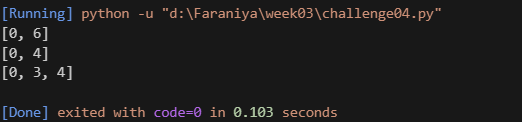 [Running] python -u "d:\Faraniya\week03\challenge04.py"
[0, 6]
[0, 4]
[0, 3, 4]
[Done] exited with code=0 in 0.103 seconds